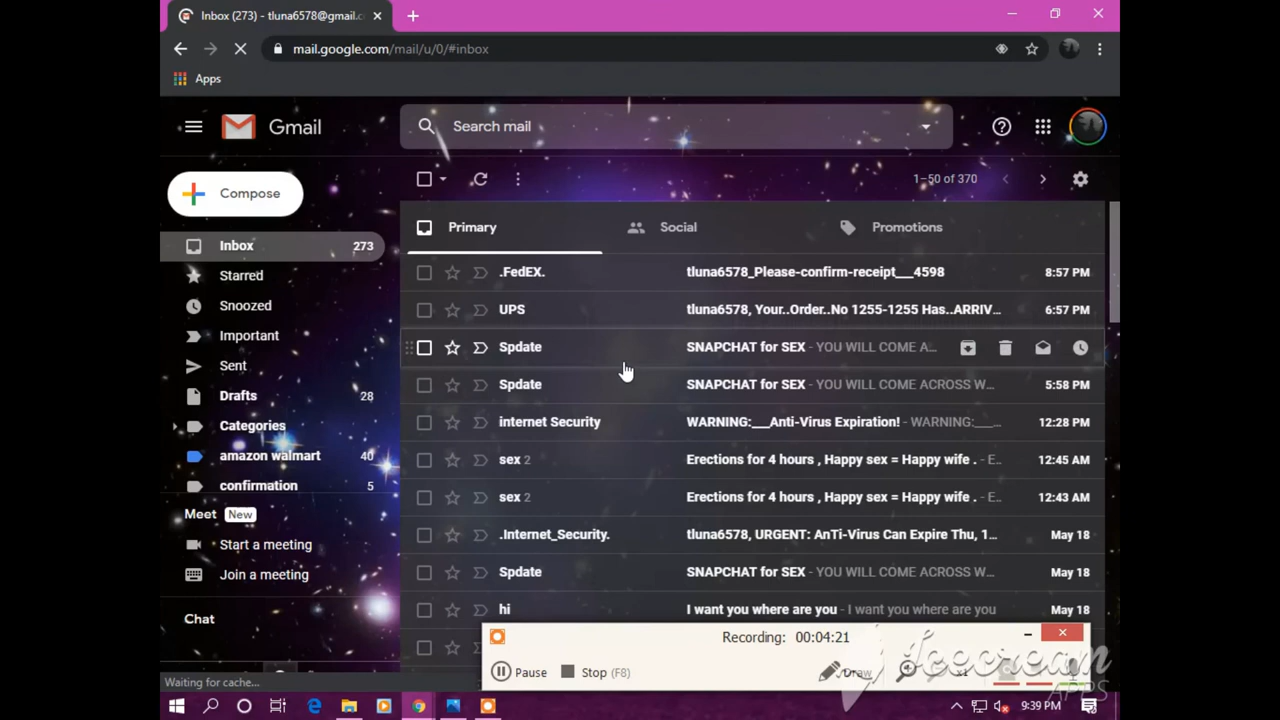 Inbox (273) - tluna6578@gmail.c
mail.google.com/mail/u/0/#inbox
Apps
Gmail
Search mail
Compose
1–50 of 370
Primary
Social
Promotions
Inbox 273
Starred
Snoozed
Important
Sent
Drafts 28
Categories
amazon walmart 40
confirmation 5
Meet New
Start a meeting
Join a meeting
Chat
.FedEX. tluna6578_Please-confirm-receipt___4598 8:57 PM
UPS tluna6578, Your..Order..No 1255-1255 Has..ARRIV… 6:57 PM
Spdate SNAPCHAT for SEX - YOU WILL COME A…
Spdate SNAPCHAT for SEX - YOU WILL COME ACROSS W… 5:58 PM
internet Security WARNING:___Anti-Virus Expiration! - WARNING:___… 12:28 PM
sex 2 Erections for 4 hours , Happy sex = Happy wife . - E… 12:45 AM
sex 2 Erections for 4 hours , Happy sex = Happy wife . - E… 12:43 AM
.Internet_Security. tluna6578, URGENT: AnTi-Virus Can Expire Thu, 1… May 18
Spdate SNAPCHAT for SEX - YOU WILL COME ACROSS W… May 18
hi I want you where are you - I want you where are you May 18
Recording: 00:04:21
Pause Stop (F8) Draw
Icecream
APPS
Waiting for cache...
9:39 PM